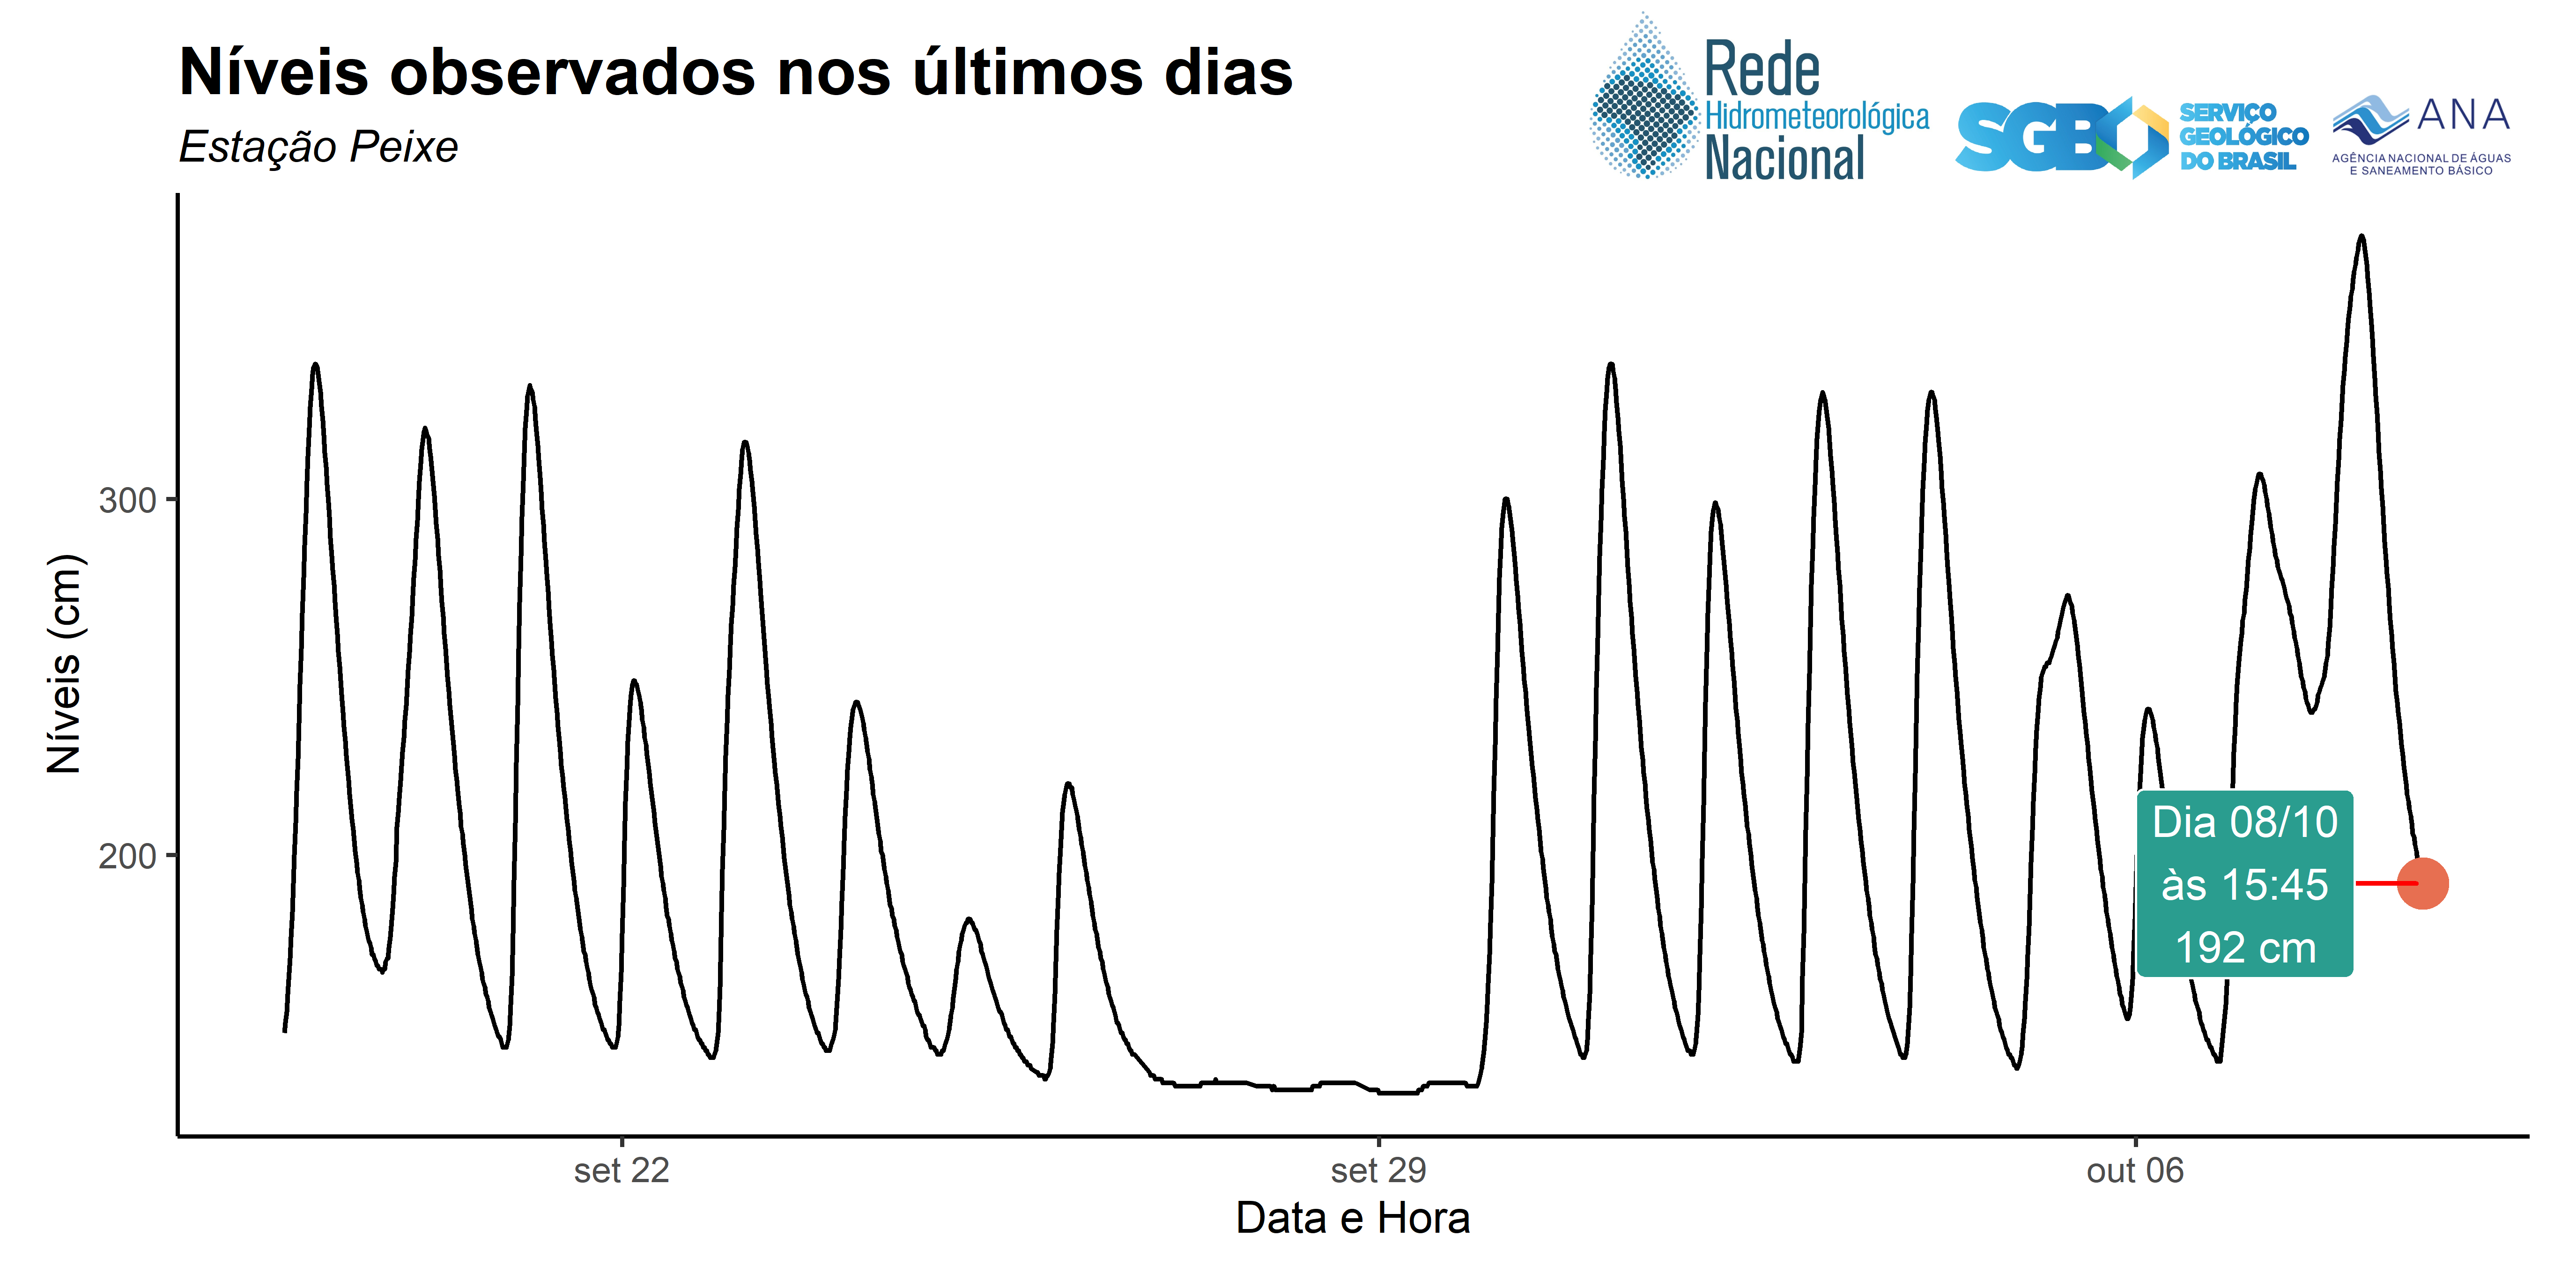 Níveis observados nos últimos dias
Estação Peixe
Rede
Hidrometeorológica
Nacional
SGB
SERVIÇO
GEOLÓGICO
DO BRASIL
ANA
AGÊNCIA NACIONAL DE ÁGUAS
E SANEAMENTO BÁSICO
Níveis (cm)
300
200
Dia 08/10
às 15:45
192 cm
set 22
set 29
out 06
Data e Hora